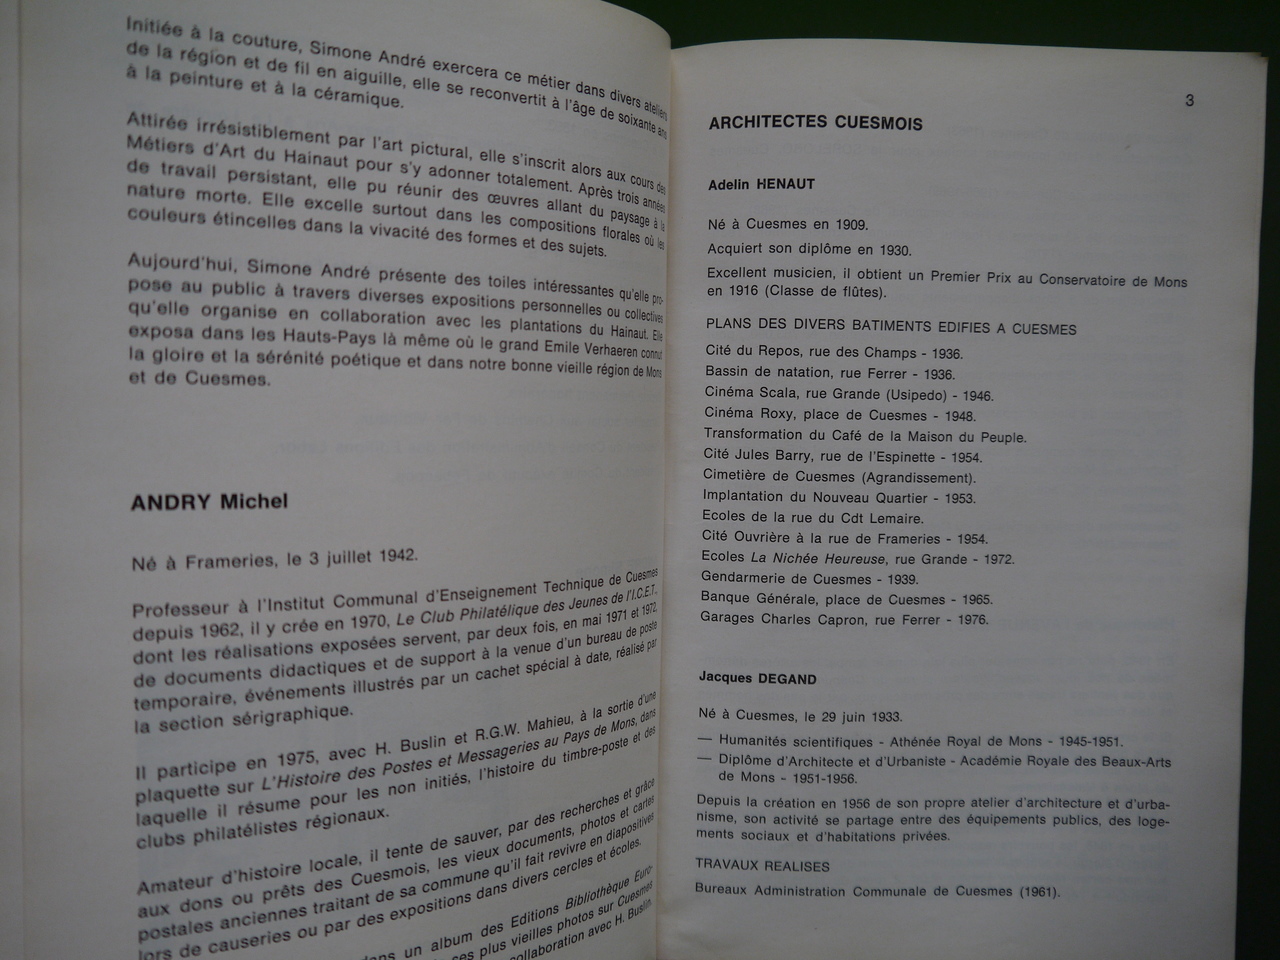 Initiée à la couture, Simone André exercera ce métier dans divers ateliers
de la région et de fil en aiguille, elle se reconvertit à l'âge de soixante ans
à la peinture et à la céramique.
Attirée irrésistiblement par l'art pictural, elle s'inscrit alors aux cours des
Métiers d'Art du Hainaut pour s'y adonner totalement. Après trois années
de travail persistant, elle pu réunir des œuvres allant du paysage à la
nature morte. Elle excelle surtout dans les compositions florales où les
couleurs étincelles dans la vivacité des formes et des sujets.
Aujourd'hui, Simone André présente des toiles intéressantes qu'elle pro-
pose au public à travers diverses expositions personnelles ou collectives
qu'elle organise en collaboration avec les plantations du Hainaut. Elle
exposa dans les Hauts-Pays là même où le grand Emile Verhaeren connut
la gloire et la sérénité poétique et dans notre bonne vieille région de Mons
et de Cuesmes.
ANDRY Michel
Né à Frameries, le 3 juillet 1942.
Professeur à l'Institut Communal d'Enseignement Technique de Cuesmes
depuis 1962, il y crée en 1970, Le Club Philatélique des Jeunes de l'I.C.E.T.
dont les réalisations exposées servent, par deux fois, en mai 1971 et 1972,
de documents didactiques et de support à la venue d'un bureau de poste
temporaire, événements illustrés par un cachet spécial à date, réalisé par
la section sérigraphique.
Il participe en 1975, avec H. Buslin et R.G.W. Mahieu, à la sortie d'une
plaquette sur L'Histoire des Postes et Messageries au Pays de Mons, dans
laquelle il résume pour les non initiés, l'histoire du timbre-poste et des
clubs philatélistes régionaux.
Amateur d'histoire locale, il tente de sauver, par des recherches et grâce
aux dons ou prêts des Cuesmois, les vieux documents, photos et cartes
postales anciennes traitant de sa commune qu'il fait revivre en diapositives
lors de causeries ou par des expositions dans divers cercles et écoles.
dans un album des Editions Bibliothèque Euro-
ces plus vieilles photos sur Cuesmes
collaboration avec H. Buslin.
3
ARCHITECTES CUESMOIS
Adelin HENAUT
Né à Cuesmes en 1909.
Acquiert son diplôme en 1930.
Excellent musicien, il obtient un Premier Prix au Conservatoire de Mons
en 1916 (Classe de flûtes).
PLANS DES DIVERS BATIMENTS EDIFIES A CUESMES
Cité du Repos, rue des Champs - 1936.
Bassin de natation, rue Ferrer - 1936.
Cinéma Scala, rue Grande (Usipedo) - 1946.
Cinéma Roxy, place de Cuesmes - 1948.
Transformation du Café de la Maison du Peuple.
Cité Jules Barry, rue de l'Espinette - 1954.
Cimetière de Cuesmes (Agrandissement).
Implantation du Nouveau Quartier - 1953.
Ecoles de la rue du Cdt Lemaire.
Cité Ouvrière à la rue de Frameries - 1954.
Ecoles La Nichée Heureuse, rue Grande - 1972.
Gendarmerie de Cuesmes - 1939.
Banque Générale, place de Cuesmes - 1965.
Garages Charles Capron, rue Ferrer - 1976.
Jacques DEGAND
Né à Cuesmes, le 29 juin 1933.
— Humanités scientifiques - Athénée Royal de Mons - 1945-1951.
— Diplôme d'Architecte et d'Urbaniste - Académie Royale des Beaux-Arts
de Mons - 1951-1956.
Depuis la création en 1956 de son propre atelier d'architecture et d'urba-
nisme, son activité se partage entre des équipements publics, des loge-
ments sociaux et d'habitations privées.
TRAVAUX REALISES
Bureaux Administration Communale de Cuesmes (1961).